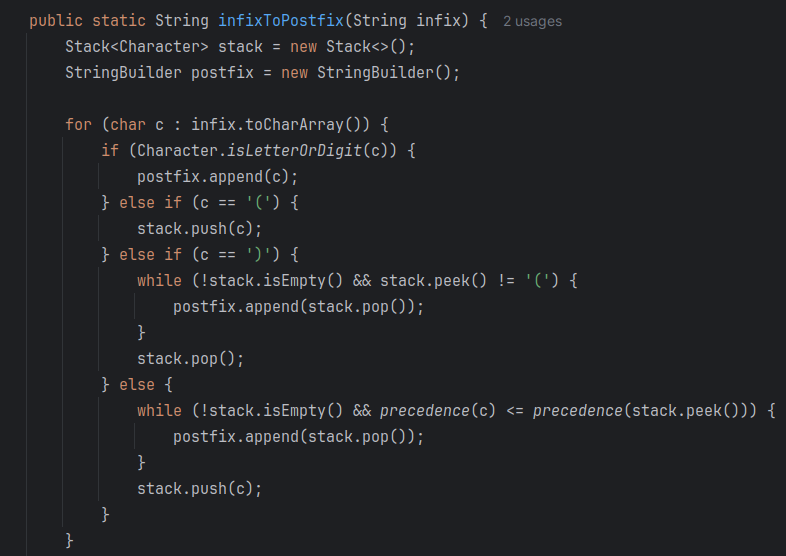 public static String infixToPostfix(String infix) { 2 usages
    Stack<Character> stack = new Stack<>();
    StringBuilder postfix = new StringBuilder();

    for (char c : infix.toCharArray()) {
        if (Character.isLetterOrDigit(c)) {
            postfix.append(c);
        } else if (c == '(') {
            stack.push(c);
        } else if (c == ')') {
            while (!stack.isEmpty() && stack.peek() != '(') {
                postfix.append(stack.pop());
            }
            stack.pop();
        } else {
            while (!stack.isEmpty() && precedence(c) <= precedence(stack.peek())) {
                postfix.append(stack.pop());
            }
            stack.push(c);
        }
    }